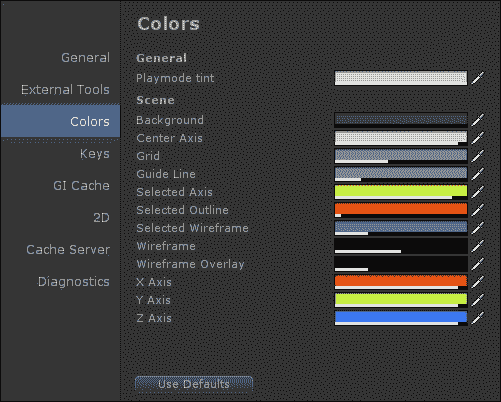 Colors
General
External Tools
Colors
Keys
GI Cache
2D
Cache Server
Diagnostics
General
Playmode tint
Scene
Background
Center Axis
Grid
Guide Line
Selected Axis
Selected Outline
Selected Wireframe
Wireframe
Wireframe Overlay
X Axis
Y Axis
Z Axis
Use Defaults